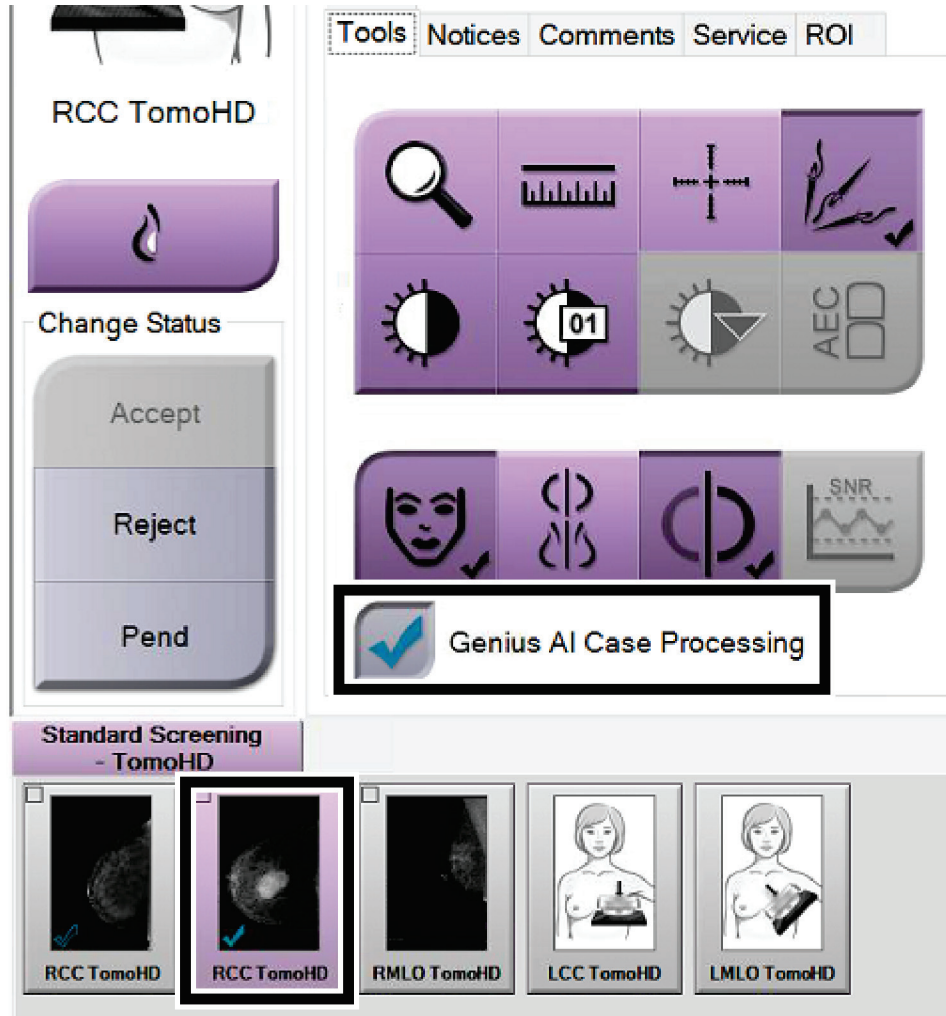 Tools Notices Comments Service ROI
RCC TomoHD
01
AEC
Change Status
Accept
Reject
Pend
SNR
Genius AI Case Processing
Standard Screening
- TomoHD
RCC TomoHD
RCC TomoHD
RMLO TomoHD
LCC TomoHD
LMLO TomoHD